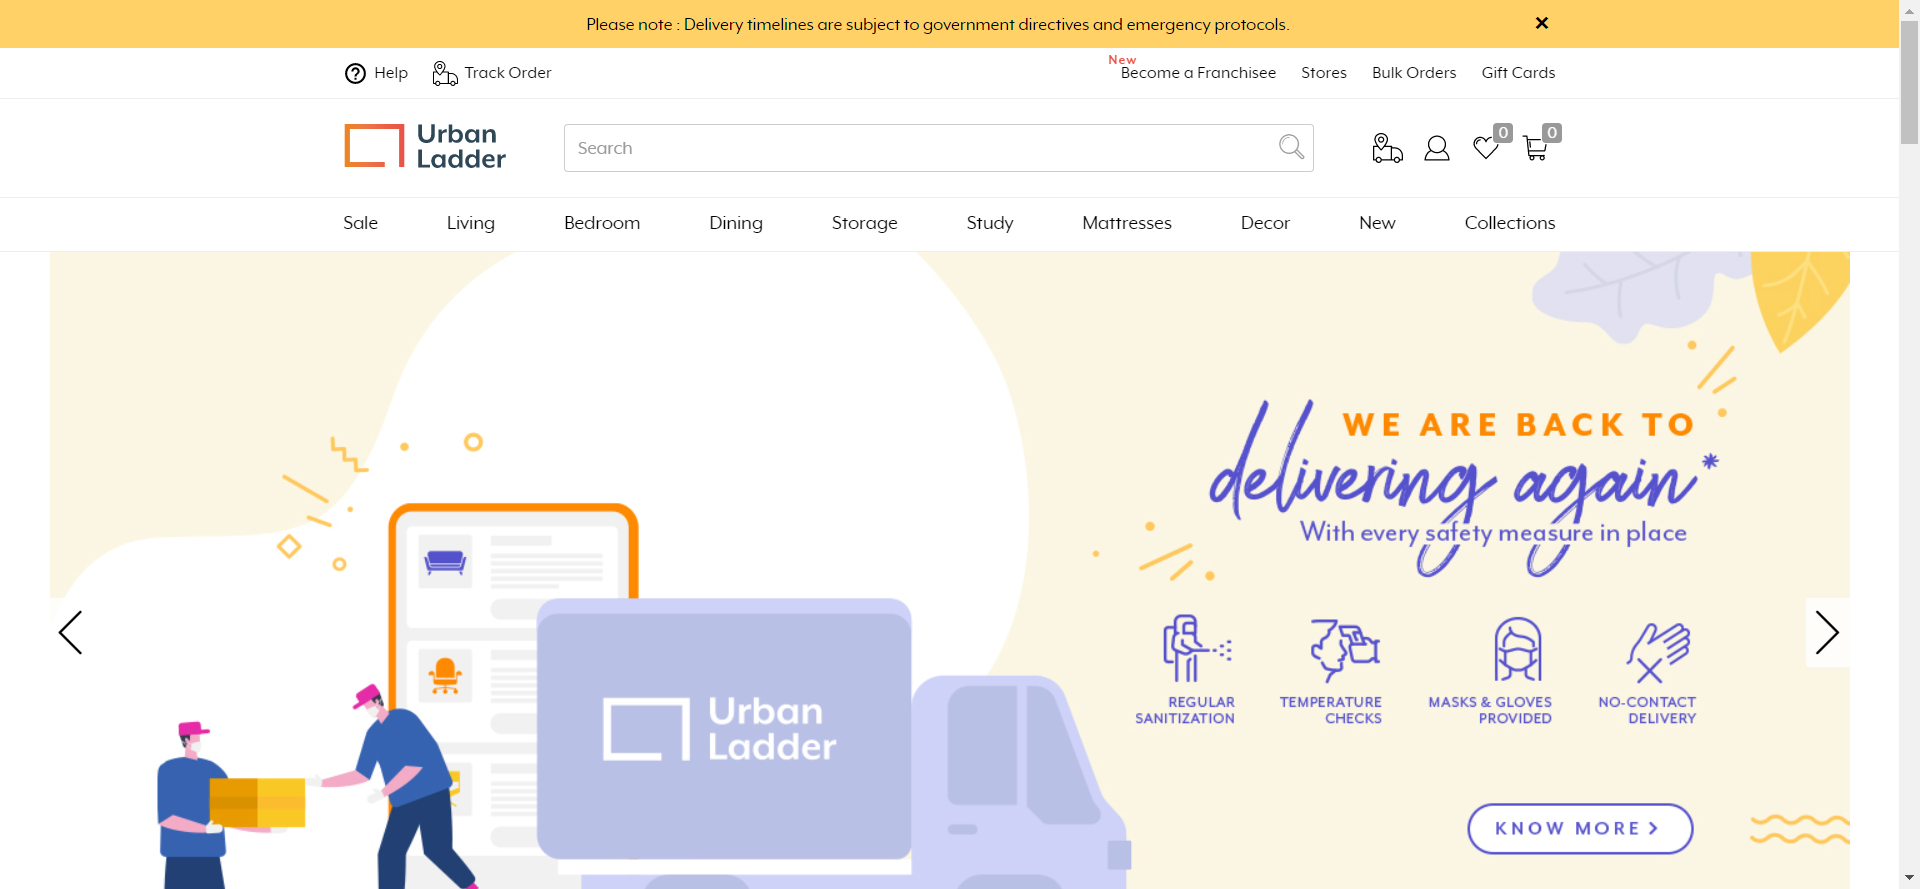 Please note : Delivery timelines are subject to government directives and emergency protocols. ×
Help Track Order New Become a Franchisee Stores Bulk Orders Gift Cards
Urban Ladder
Search
0 0
Sale Living Bedroom Dining Storage Study Mattresses Decor New Collections
WE ARE BACK TO
delivering again*
With every safety measure in place
REGULAR SANITIZATION
TEMPERATURE CHECKS
MASKS & GLOVES PROVIDED
NO-CONTACT DELIVERY
Urban
Ladder
KNOW MORE >